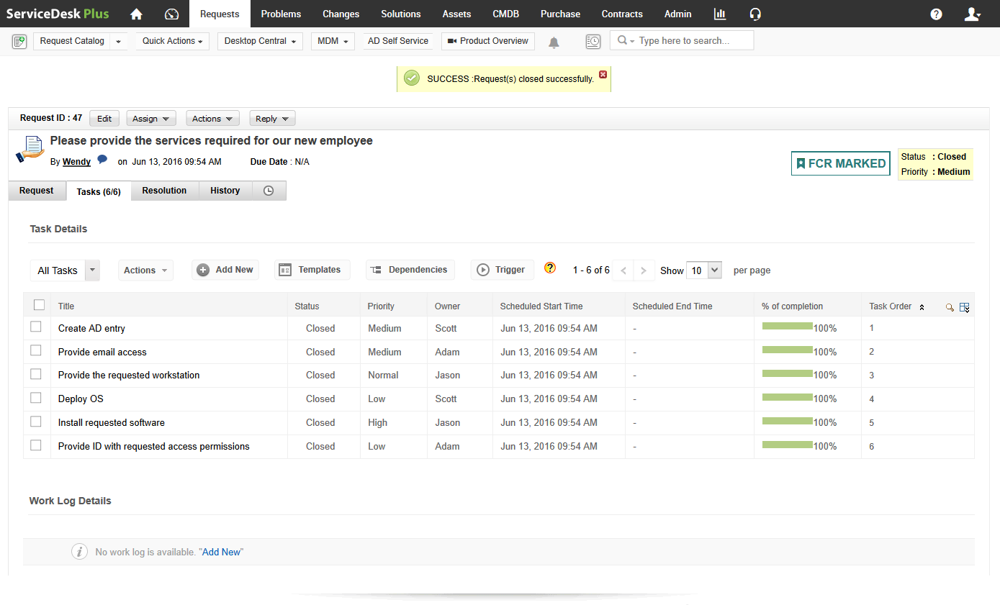 ServiceDesk Plus Requests Problems Changes Solutions Assets CMDB Purchase Contracts Admin ?
Request Catalog Quick Actions Desktop Central MDM AD Self Service Product Overview Type here to search...
SUCCESS :Request(s) closed successfully.
Request ID : 47 Edit Assign Actions Reply
Please provide the services required for our new employee
By Wendy on Jun 13, 2016 09:54 AM Due Date : N/A
FCR MARKED
Status : Closed
Priority : Medium
Request Tasks (6/6) Resolution History
Task Details
All Tasks Actions Add New Templates Dependencies Trigger ? 1 - 6 of 6 < > Show 10 per page
Title Status Priority Owner Scheduled Start Time Scheduled End Time % of completion Task Order
Create AD entry Closed Medium Scott Jun 13, 2016 09:54 AM - 100% 1
Provide email access Closed Medium Adam Jun 13, 2016 09:54 AM - 100% 2
Provide the requested workstation Closed Normal Jason Jun 13, 2016 09:54 AM - 100% 3
Deploy OS Closed Low Scott Jun 13, 2016 09:54 AM - 100% 4
Install requested software Closed High Jason Jun 13, 2016 09:54 AM - 100% 5
Provide ID with requested access permissions Closed Low Adam Jun 13, 2016 09:54 AM - 100% 6
Work Log Details
i No work log is available. "Add New"